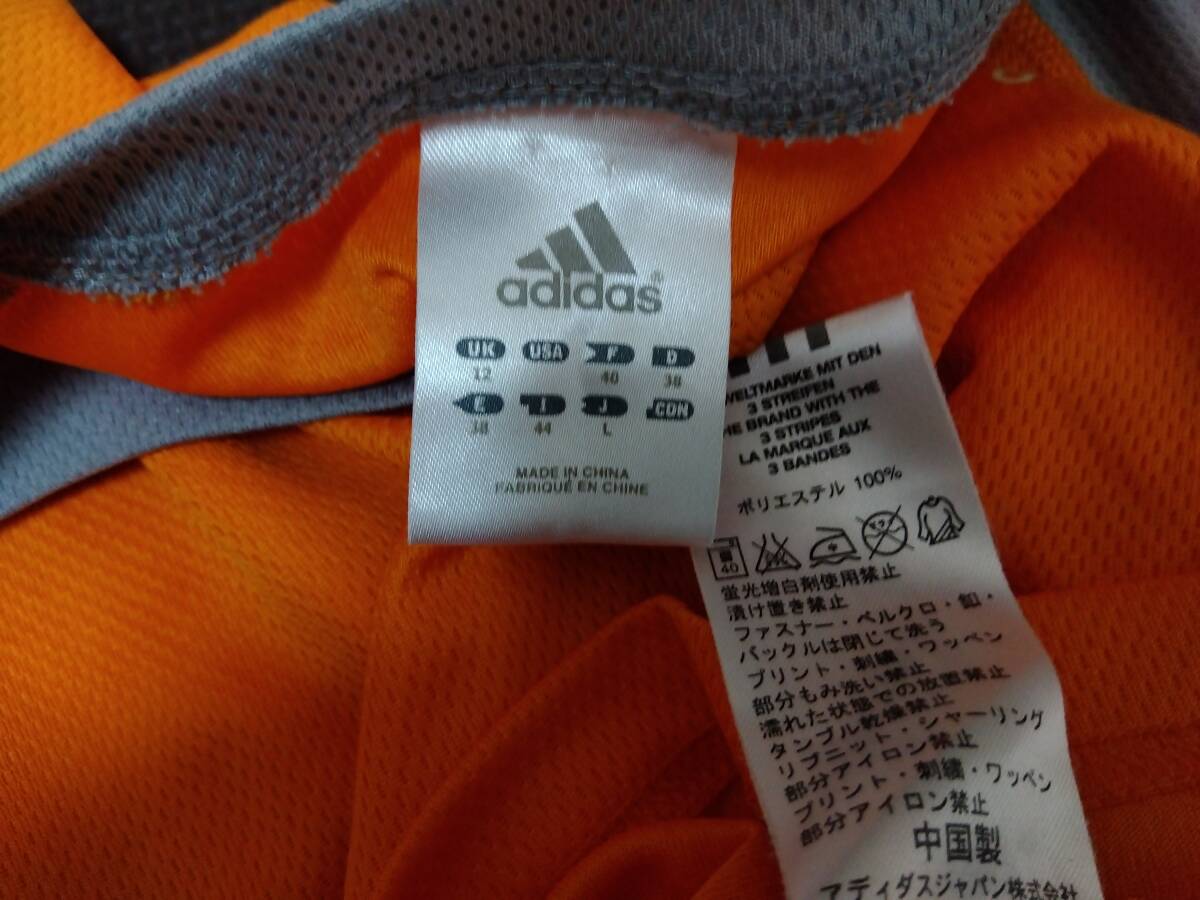 adidas®
UK USA F D
12 40 38
E I J CDN
38 44 L
MADE IN CHINA
FABRIQUÉ EN CHINE
WELTMARKE MIT DEN
3 STREIFEN
HE BRAND WITH THE
3 STRIPES
LA MARQUE AUX
3 BANDES
ポリエステル 100%
40
蛍光増白剤使用禁止
漬け置き禁止
ファスナー・ベルクロ・釦・
バックルは閉じて洗う
プリント・刺繍・ワッペン
部分もみ洗い禁止
濡れた状態での放置禁止
タンブル乾燥禁止
リブニット・シャーリング
部分アイロン禁止
プリント・刺繍・ワッペン
部分アイロン禁止
中国製
アディダスジャパン株式会社